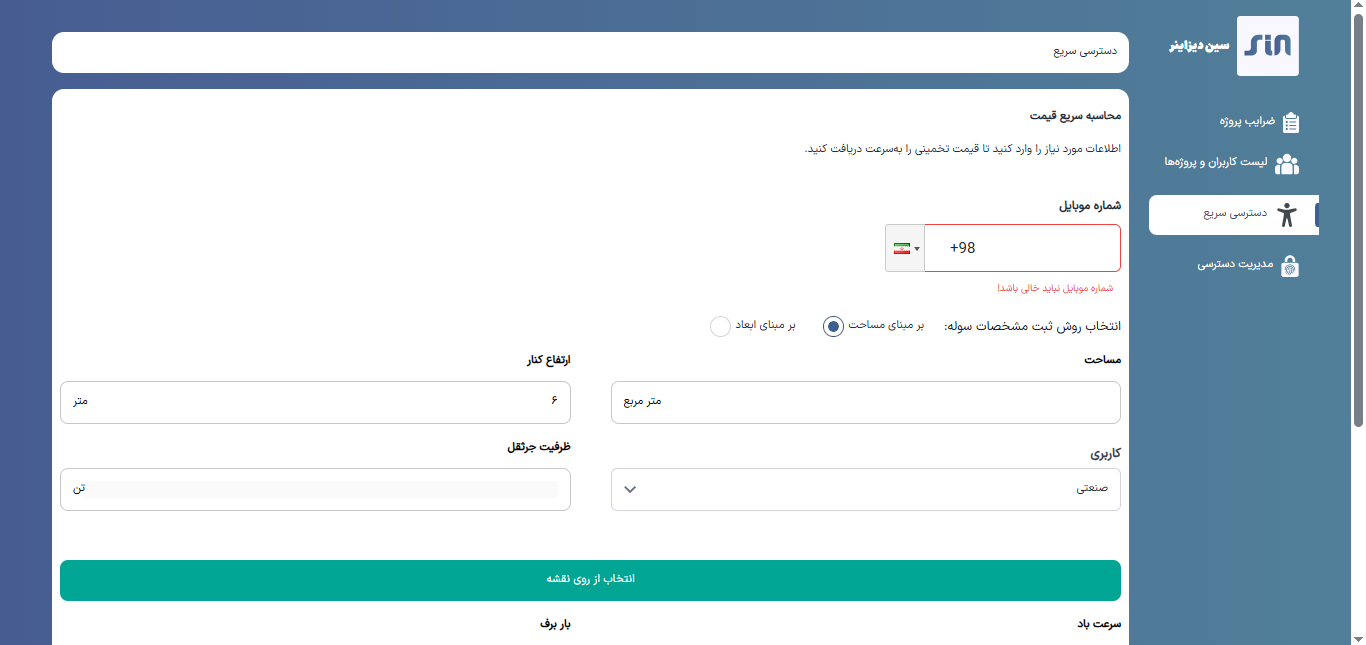 sin
سین دیزاینر
ضرایب پروژه
لیست کاربران و پروژه‌ها
دسترسی سریع
مدیریت دسترسی
دسترسی سریع
محاسبه سریع قیمت
اطلاعات مورد نیاز را وارد کنید تا قیمت تخمینی را به‌سرعت دریافت کنید.
شماره موبایل
+98
شماره موبایل نباید خالی باشد!
انتخاب روش ثبت مشخصات سوله: بر مبنای مساحت بر مبنای ابعاد
مساحت ارتفاع کنار
متر مربع ۶ متر
کاربری ظرفیت جرثقل
صنعتی تن
انتخاب از روی نقشه
سرعت باد بار برف